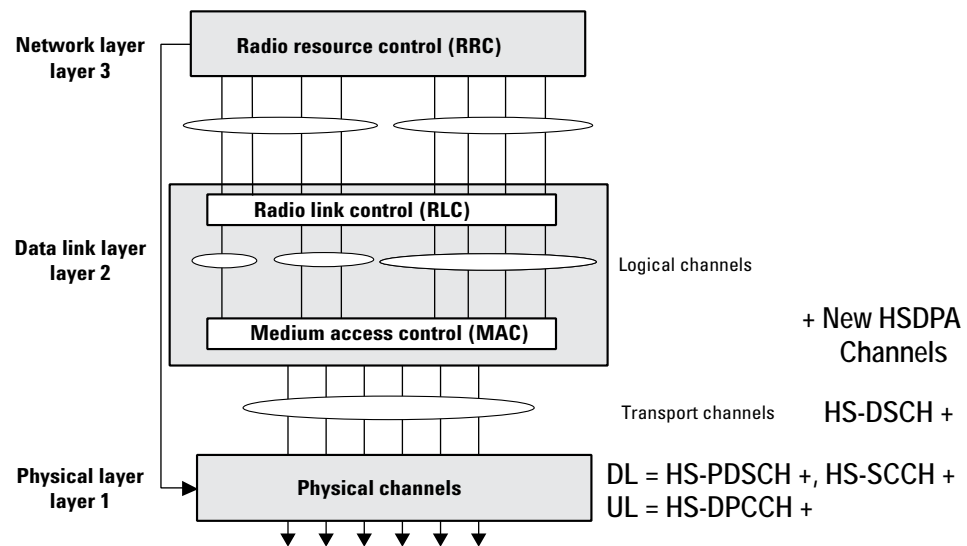 Network layer
layer 3
Radio resource control (RRC)
Radio link control (RLC)
Data link layer
layer 2
Logical channels
Medium access control (MAC)
+ New HSDPA
Channels
Transport channels
HS-DSCH +
Physical layer
layer 1
Physical channels
DL = HS-PDSCH +, HS-SCCH +
UL = HS-DPCCH +